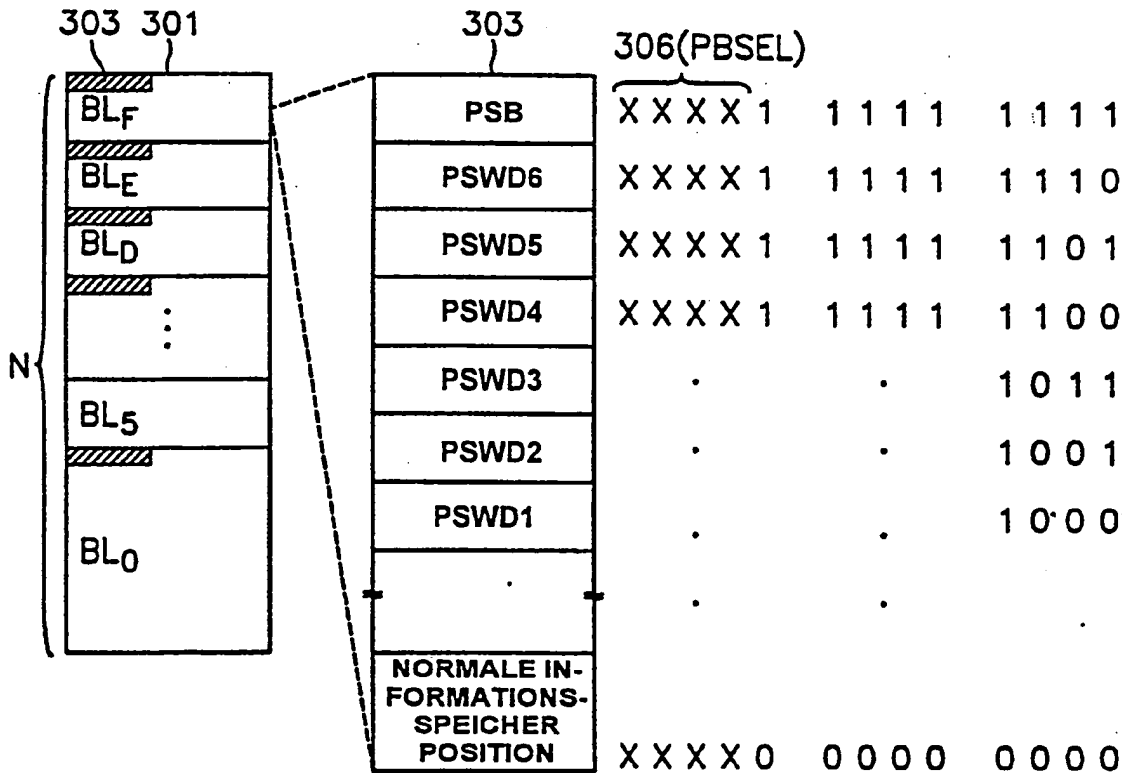 303 301
303
306(PBSEL)
BLF
PSB
X X X X 1 1 1 1 1 1 1 1 1
BLE
PSWD6
X X X X 1 1 1 1 1 1 1 1 0
BLD
PSWD5
X X X X 1 1 1 1 1 1 1 0 1
PSWD4
X X X X 1 1 1 1 1 1 1 0 0
N
PSWD3
1 0 1 1
BL5
PSWD2
1 0 0 1
PSWD1
1 0 0 0
BL0
NORMALE IN-
FORMATIONS-
SPEICHER
POSITION
X X X X 0 0 0 0 0 0 0 0 0